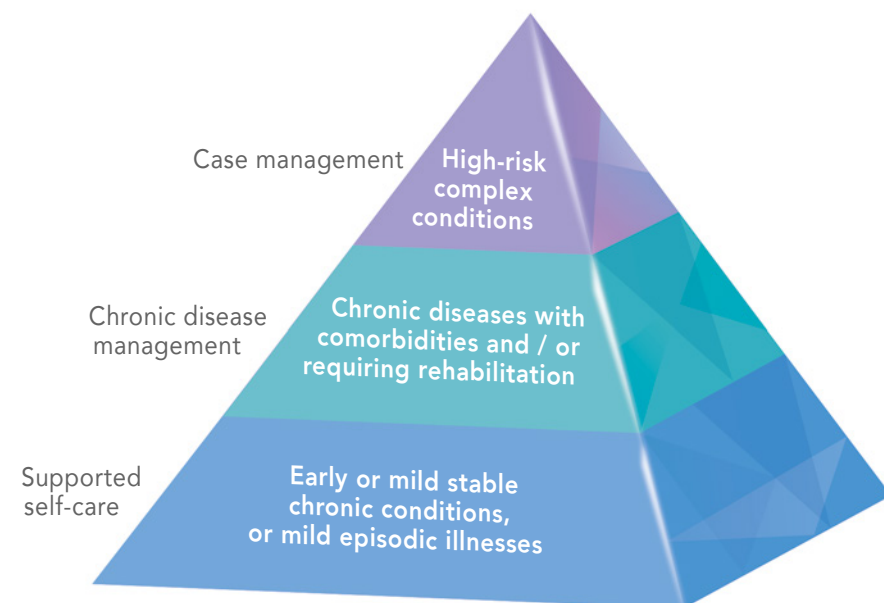 Case management
High-risk
complex
conditions
Chronic disease
management
Chronic diseases with
comorbidities and / or
requiring rehabilitation
Supported
self-care
Early or mild stable
chronic conditions,
or mild episodic illnesses